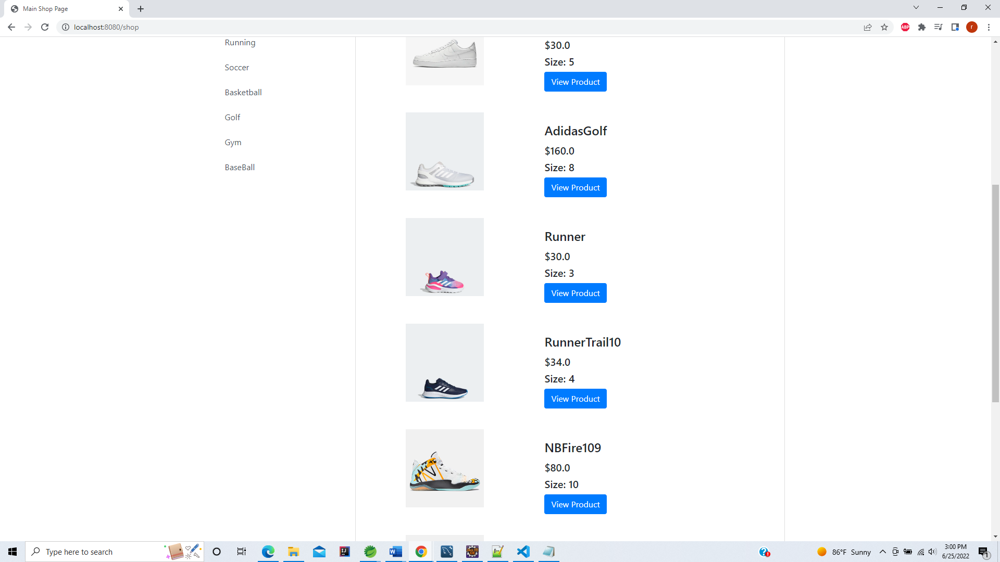 Main Shop Page
localhost:8080/shop
ABP
r
Running
Soccer
Basketball
Golf
Gym
BaseBall
$30.0
Size: 5
View Product
AdidasGolf
$160.0
Size: 8
View Product
Runner
$30.0
Size: 3
View Product
RunnerTrail10
$34.0
Size: 4
View Product
NBFire109
$80.0
Size: 10
View Product
Type here to search
86°F Sunny
3:00 PM
6/25/2022
1